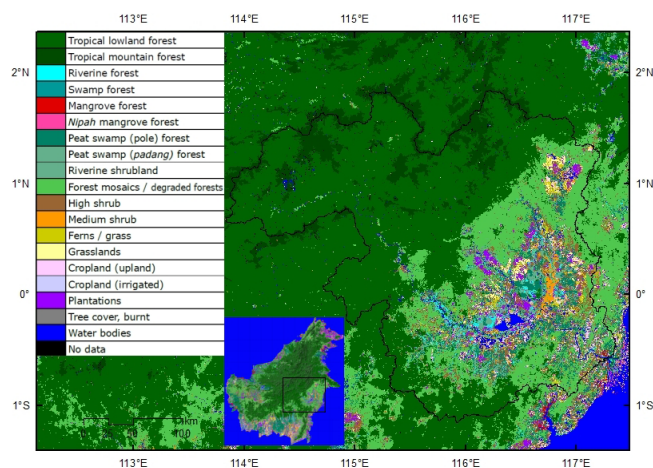 113°E 114°E 115°E 116°E 117°E
Tropical lowland forest
Tropical mountain forest
Riverine forest
Swamp forest
Mangrove forest
Nipah mangrove forest
Peat swamp (pole) forest
Peat swamp (padang) forest
Riverine shrubland
Forest mosaics / degraded forests
High shrub
Medium shrub
Ferns / grass
Grasslands
Cropland (upland)
Cropland (irrigated)
Plantations
Tree cover, burnt
Water bodies
No data
2°N 2°N
1°N 1°N
0° 0°
1°S 1°S
km
113°E 114°E 115°E 116°E 117°E